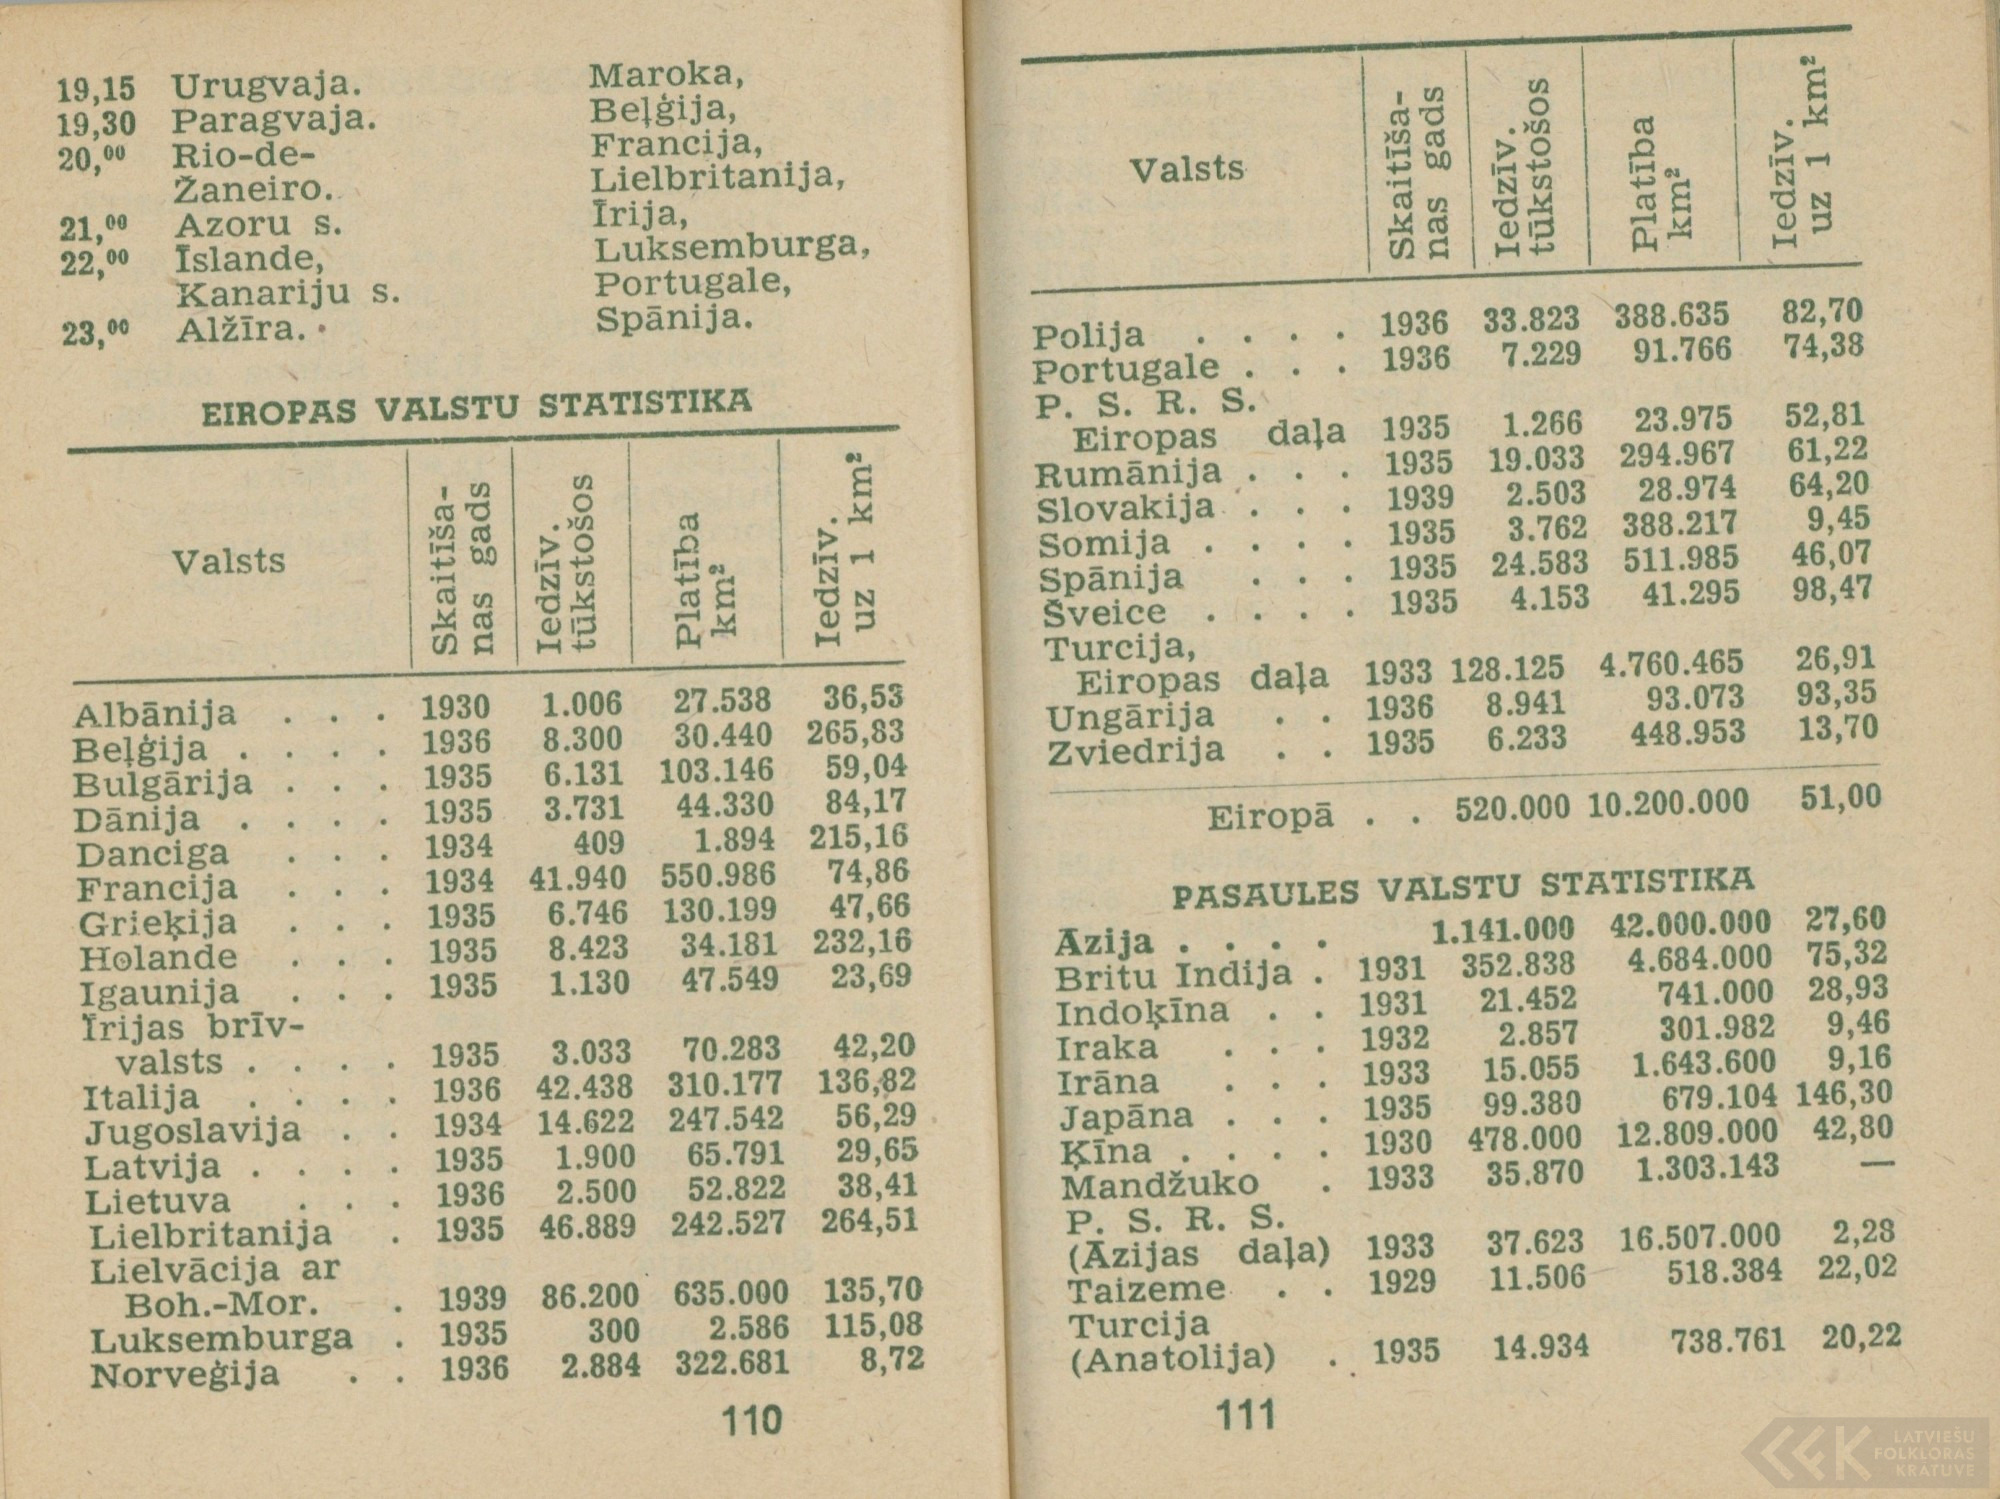 19,15 Urugvaja.
19,30 Paragvaja.
20,⁰⁰ Rio-de-
Žaneiro.
21,⁰⁰ Azoru s.
22,⁰⁰ Īslande,
Kanariju s.
23,⁰⁰ Alžīra.
Maroka,
Beļģija,
Francija,
Lielbritanija,
Īrija,
Luksemburga,
Portugale,
Spānija.
EIROPAS VALSTU STATISTIKA
Valsts
Skaitīša-
nas gads
Iedzīv.
tūkstošos
Platība
km²
Iedzīv.
uz 1 km²
Albānija . . . 1930 1.006 27.538 36,53
Beļģija . . . . 1936 8.300 30.440 265,83
Bulgārija . . . 1935 6.131 103.146 59,04
Dānija . . . . 1935 3.731 44.330 84,17
Danciga . . . 1934 409 1.894 215,16
Francija . . . 1934 41.940 550.986 74,86
Grieķija . . . 1935 6.746 130.199 47,66
Holande . . . 1935 8.423 34.181 232,16
Igaunija . . . 1935 1.130 47.549 23,69
Īrijas brīv-
valsts . . . . 1935 3.033 70.283 42,20
Italija . . . . 1936 42.438 310.177 136,82
Jugoslavija . . 1934 14.622 247.542 56,29
Latvija . . . . 1935 1.900 65.791 29,65
Lietuva . . . 1936 2.500 52.822 38,41
Lielbritanija . 1935 46.889 242.527 264,51
Lielvācija ar
Boh.-Mor. . 1939 86.200 635.000 135,70
Luksemburga . 1935 300 2.586 115,08
Norveģija . . 1936 2.884 322.681 8,72
110
Valsts
Skaitīša-
nas gads
Iedzīv.
tūkstošos
Platība
km²
Iedzīv.
uz 1 km²
Polija . . . . 1936 33.823 388.635 82,70
Portugale . . . 1936 7.229 91.766 74,38
P. S. R. S.
Eiropas daļa 1935 1.266 23.975 52,81
Rumānija . . . 1935 19.033 294.967 61,22
Slovakija . . . 1939 2.503 28.974 64,20
Somija . . . . 1935 3.762 388.217 9,45
Spānija . . . 1935 24.583 511.985 46,07
Šveice . . . . 1935 4.153 41.295 98,47
Turcija,
Eiropas daļa 1933 128.125 4.760.465 26,91
Ungārija . . 1936 8.941 93.073 93,35
Zviedrija . . 1935 6.233 448.953 13,70
Eiropā . . 520.000 10.200.000 51,00
PASAULES VALSTU STATISTIKA
Azija . . . . 1.141.000 42.000.000 27,60
Britu Indija . 1931 352.838 4.684.000 75,32
Indoķīna . . 1931 21.452 741.000 28,93
Iraka . . . 1932 2.857 301.982 9,46
Irāna . . . 1933 15.055 1.643.600 9,16
Japāna . . . 1935 99.380 679.104 146,30
Ķīna . . . . 1930 478.000 12.809.000 42,80
Mandžuko . 1933 35.870 1.303.143 —
P. S. R. S.
(Azijas daļa) 1933 37.623 16.507.000 2,28
Taizeme . . 1929 11.506 518.384 22,02
Turcija
(Anatolija) . 1935 14.934 738.761 20,22
111
LATVIEŠU
FOLKLORAS
KRĀTUVE